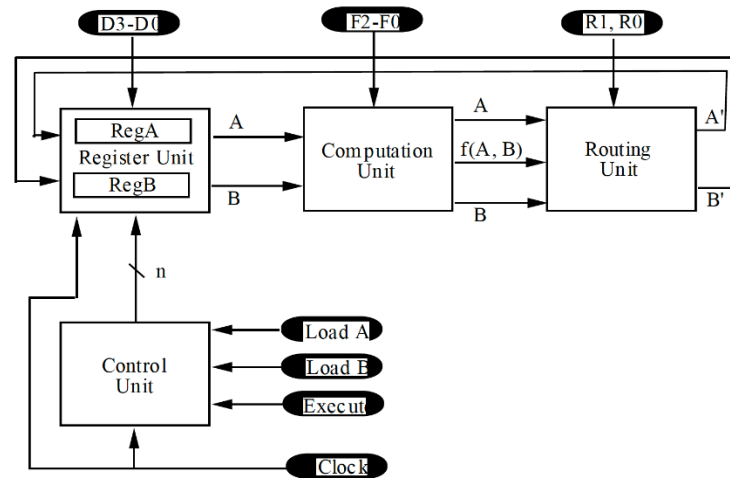 D3-D0
F2-F0
R1, R0
RegA
Register Unit
RegB
A
B
Computation
Unit
A
f(A, B)
B
Routing
Unit
A'
B'
n
Control
Unit
Load A
Load B
Execute
Clock